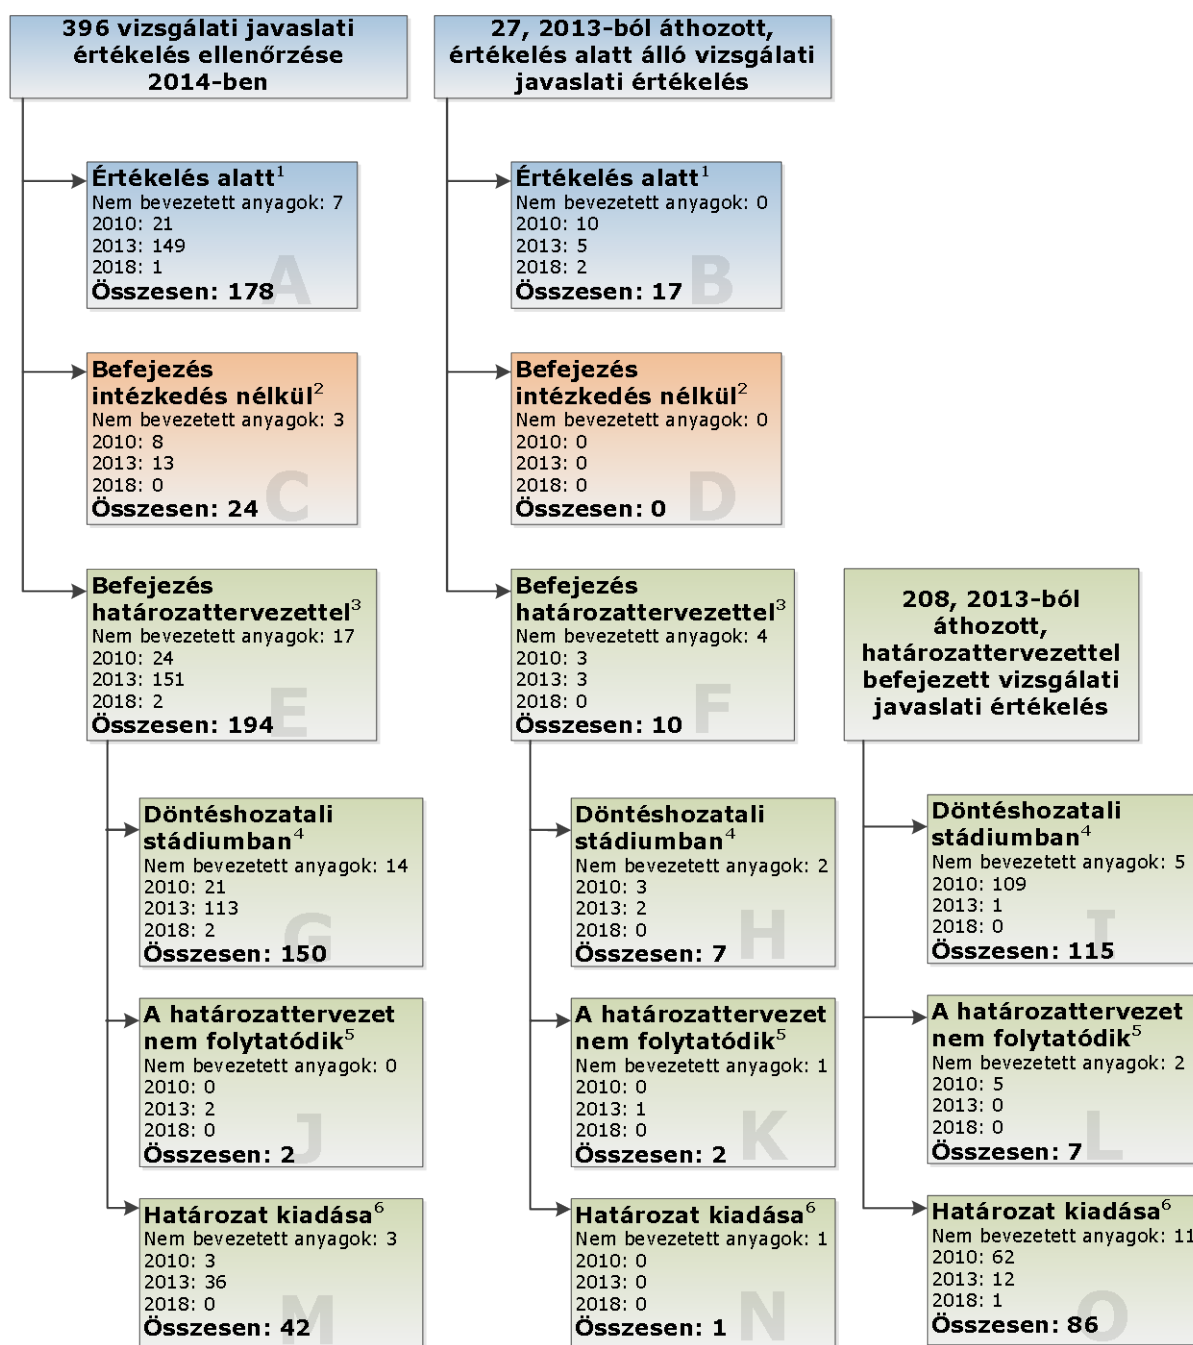 396 vizsgálati javaslati
értékelés ellenőrzése
2014-ben
27, 2013-ból áthozott,
értékelés alatt álló vizsgálati
javaslati értékelés
Értékelés alatt¹
Nem bevezetett anyagok: 7
2010: 21
2013: 149
2018: 1
Összesen: 178
A
Értékelés alatt¹
Nem bevezetett anyagok: 0
2010: 10
2013: 5
2018: 2
Összesen: 17
B
Befejezés
intézkedés nélkül²
Nem bevezetett anyagok: 3
2010: 8
2013: 13
2018: 0
Összesen: 24
C
Befejezés
intézkedés nélkül²
Nem bevezetett anyagok: 0
2010: 0
2013: 0
2018: 0
Összesen: 0
D
Befejezés
határozattervezettel³
Nem bevezetett anyagok: 17
2010: 24
2013: 151
2018: 2
Összesen: 194
E
Befejezés
határozattervezettel³
Nem bevezetett anyagok: 4
2010: 3
2013: 3
2018: 0
Összesen: 10
F
208, 2013-ból
áthozott,
határozattervezettel
befejezett vizsgálati
javaslati értékelés
Döntéshozatali
stádiumban⁴
Nem bevezetett anyagok: 14
2010: 21
2013: 113
2018: 2
Összesen: 150
G
Döntéshozatali
stádiumban⁴
Nem bevezetett anyagok: 2
2010: 3
2013: 2
2018: 0
Összesen: 7
H
Döntéshozatali
stádiumban⁴
Nem bevezetett anyagok: 5
2010: 109
2013: 1
2018: 0
Összesen: 115
I
A határozattervezet
nem folytatódik⁵
Nem bevezetett anyagok: 0
2010: 0
2013: 2
2018: 0
Összesen: 2
J
A határozattervezet
nem folytatódik⁵
Nem bevezetett anyagok: 1
2010: 0
2013: 1
2018: 0
Összesen: 2
K
A határozattervezet
nem folytatódik⁵
Nem bevezetett anyagok: 2
2010: 5
2013: 0
2018: 0
Összesen: 7
L
Határozat kiadása⁶
Nem bevezetett anyagok: 3
2010: 3
2013: 36
2018: 0
Összesen: 42
M
Határozat kiadása⁶
Nem bevezetett anyagok: 1
2010: 0
2013: 0
2018: 0
Összesen: 1
N
Határozat kiadása⁶
Nem bevezetett anyagok: 11
2010: 62
2013: 12
2018: 1
Összesen: 86
O